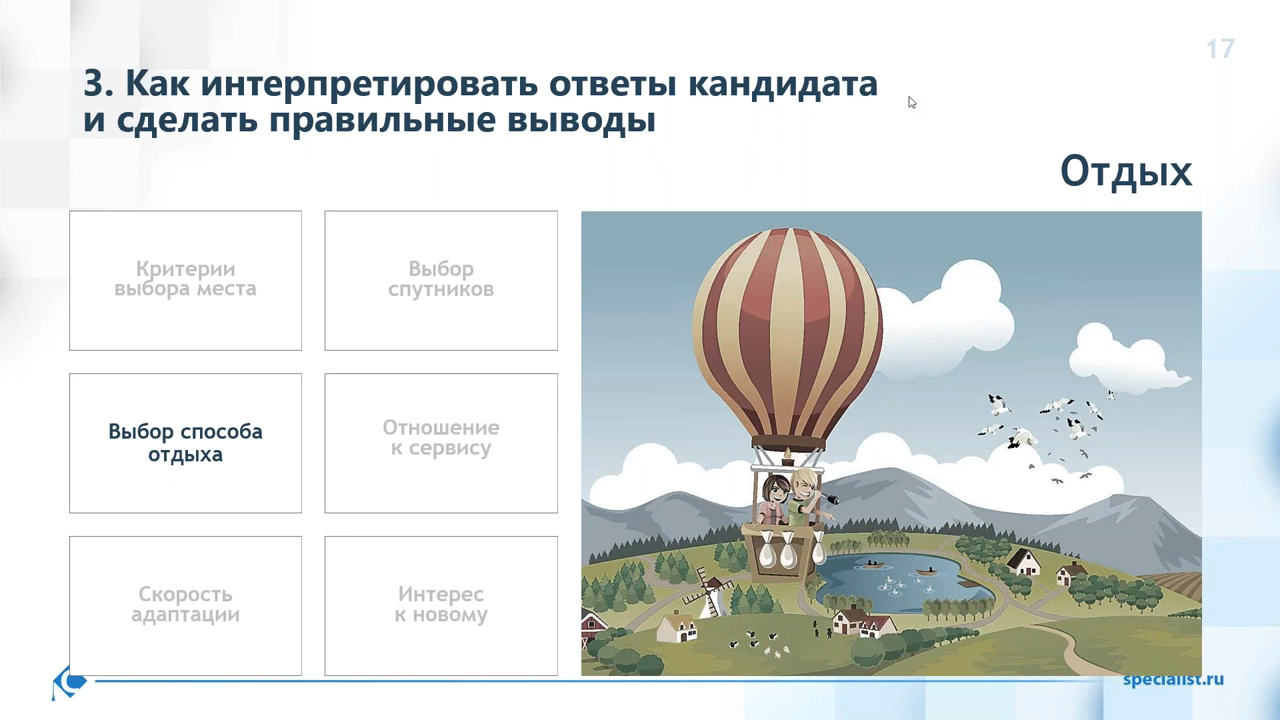 17
3. Как интерпретировать ответы кандидата
и сделать правильные выводы
Отдых
Критерии
выбора места
Выбор
спутников
Выбор способа
отдыха
Отношение
к сервису
Скорость
адаптации
Интерес
к новому
specialist.ru